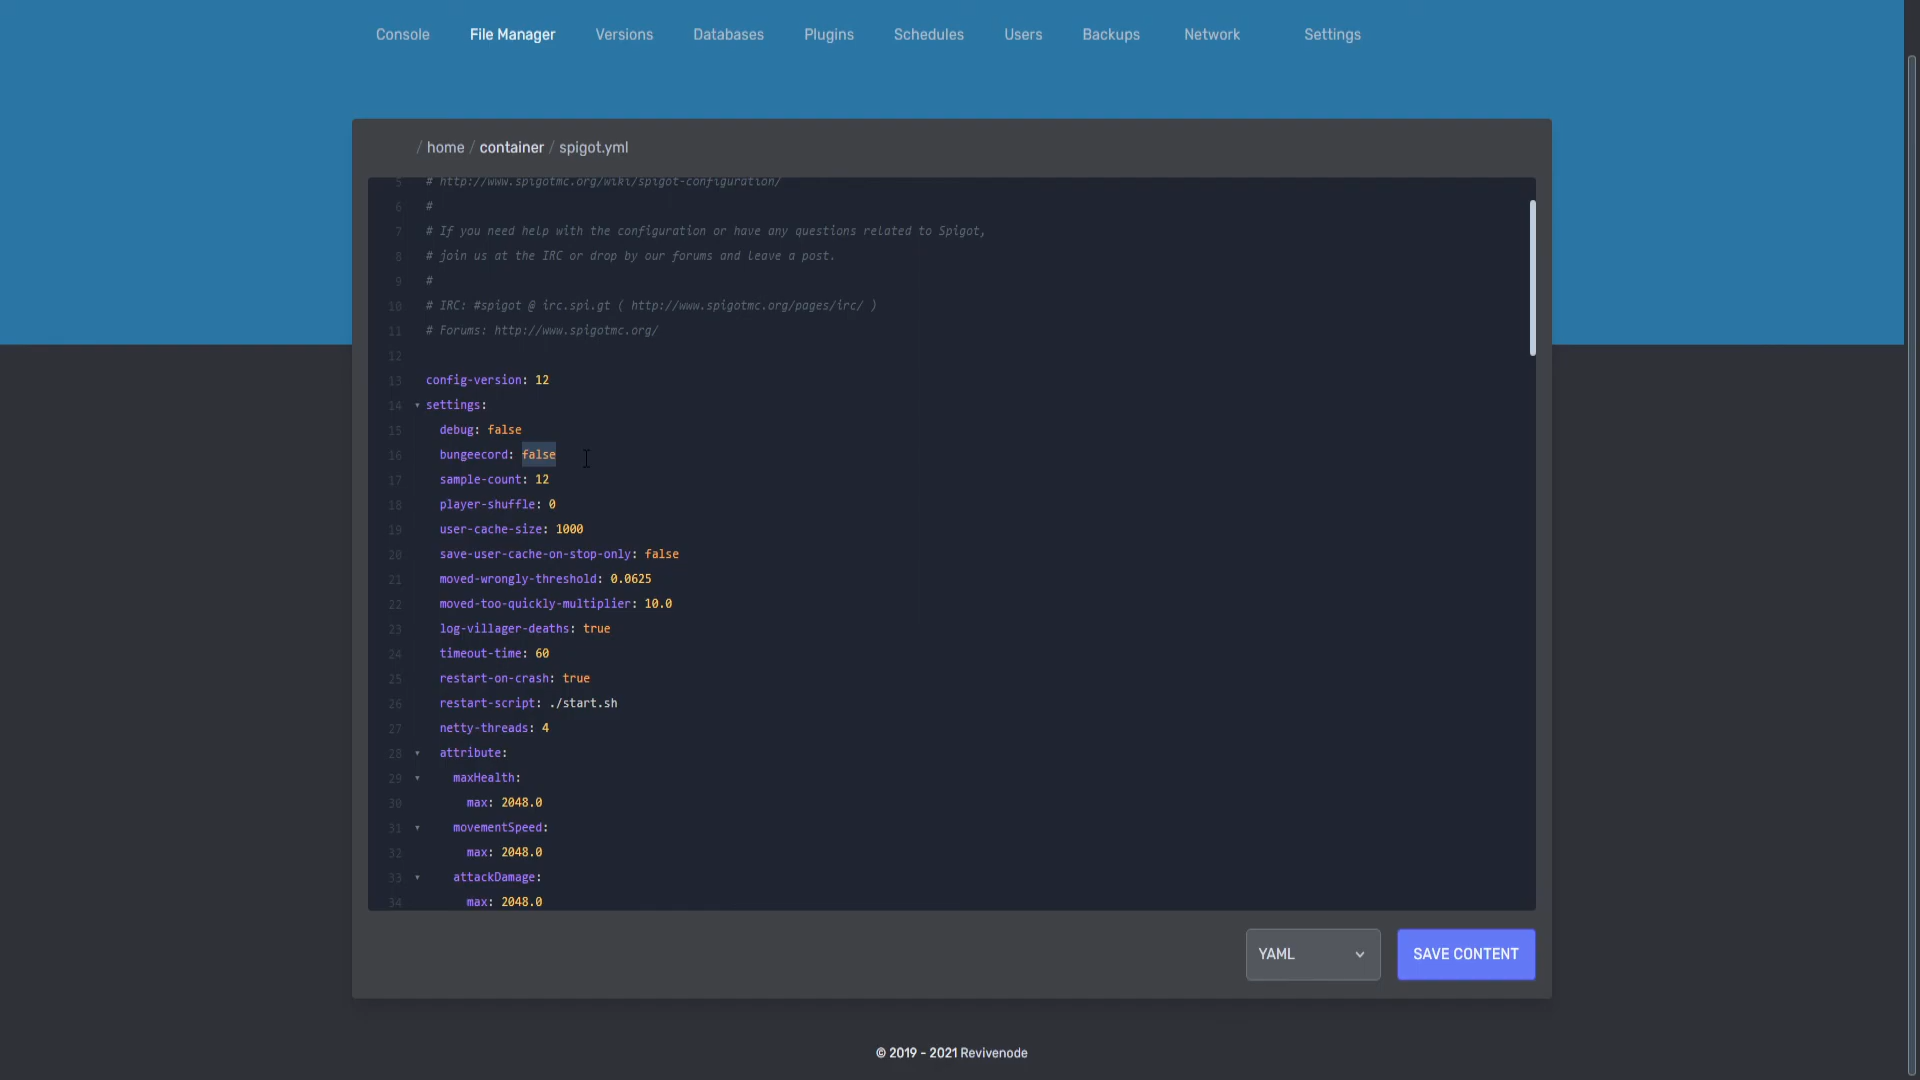 Console File Manager Versions Databases Plugins Schedules Users Backups Network Settings
/ home / container / spigot.yml
5 # http://www.spigotmc.org/wiki/spigot-configuration/
6 #
7 # If you need help with the configuration or have any questions related to Spigot,
8 # join us at the IRC or drop by our forums and leave a post.
9 #
10 # IRC: #spigot @ irc.spi.gt ( http://www.spigotmc.org/pages/irc/ )
11 # Forums: http://www.spigotmc.org/
12
13 config-version: 12
14 settings:
15 debug: false
16 bungeecord: false
17 sample-count: 12
18 player-shuffle: 0
19 user-cache-size: 1000
20 save-user-cache-on-stop-only: false
21 moved-wrongly-threshold: 0.0625
22 moved-too-quickly-multiplier: 10.0
23 log-villager-deaths: true
24 timeout-time: 60
25 restart-on-crash: true
26 restart-script: ./start.sh
27 netty-threads: 4
28 attribute:
29 maxHealth:
30 max: 2048.0
31 movementSpeed:
32 max: 2048.0
33 attackDamage:
34 max: 2048.0
YAML
SAVE CONTENT
© 2019 - 2021 Revivenode